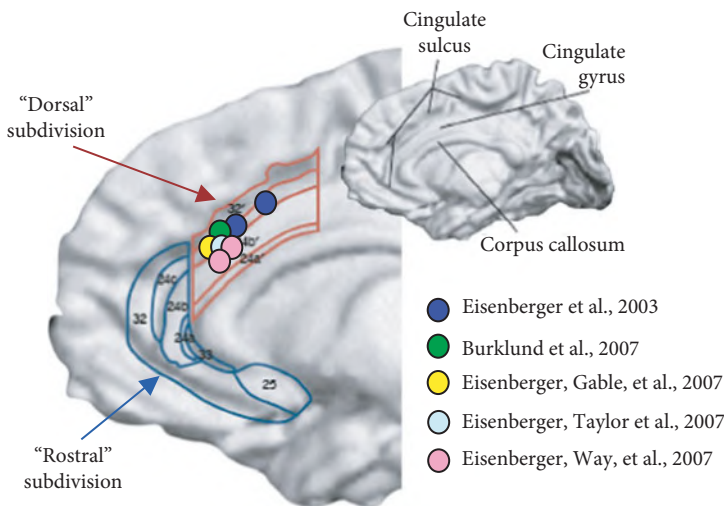 Cingulate
sulcus
Cingulate
gyrus
"Dorsal"
subdivision
32'
24b'
24a'
24c
32
24b
24a
33
25
Corpus callosum
Eisenberger et al., 2003
Burklund et al., 2007
Eisenberger, Gable, et al., 2007
Eisenberger, Taylor et al., 2007
Eisenberger, Way, et al., 2007
"Rostral"
subdivision